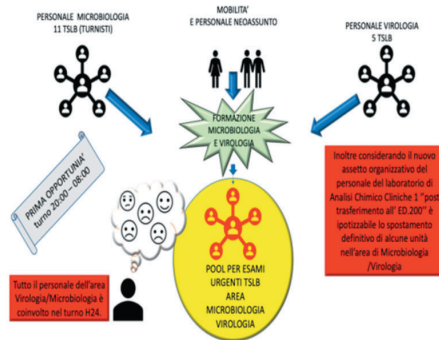 PERSONALE MICROBIOLOGIA
11 TSLB (TURNISTI)
MOBILITA'
E PERSONALE NEOASSUNTO
PERSONALE VIROLOGIA
5 TSLB
FORMAZIONE
MICROBIOLOGIA
E VIROLOGIA
PRIMA OPPORTUNIA'
turno 20:00 – 08:00
Inoltre considerando il nuovo
assetto organizzativo del
personale del laboratorio di
Analisi Chimico Cliniche 1 "post
trasferimento all' ED.200" è
ipotizzabile lo spostamento
definitivo di alcune unità
nell'area di Microbiologia
/Virologia
POOL PER ESAMI
URGENTI TSLB
AREA
MICROBIOLOGIA
VIROLOGIA
Tutto il personale dell'area
Virologia/Microbiologia è
coinvolto nel turno H24.